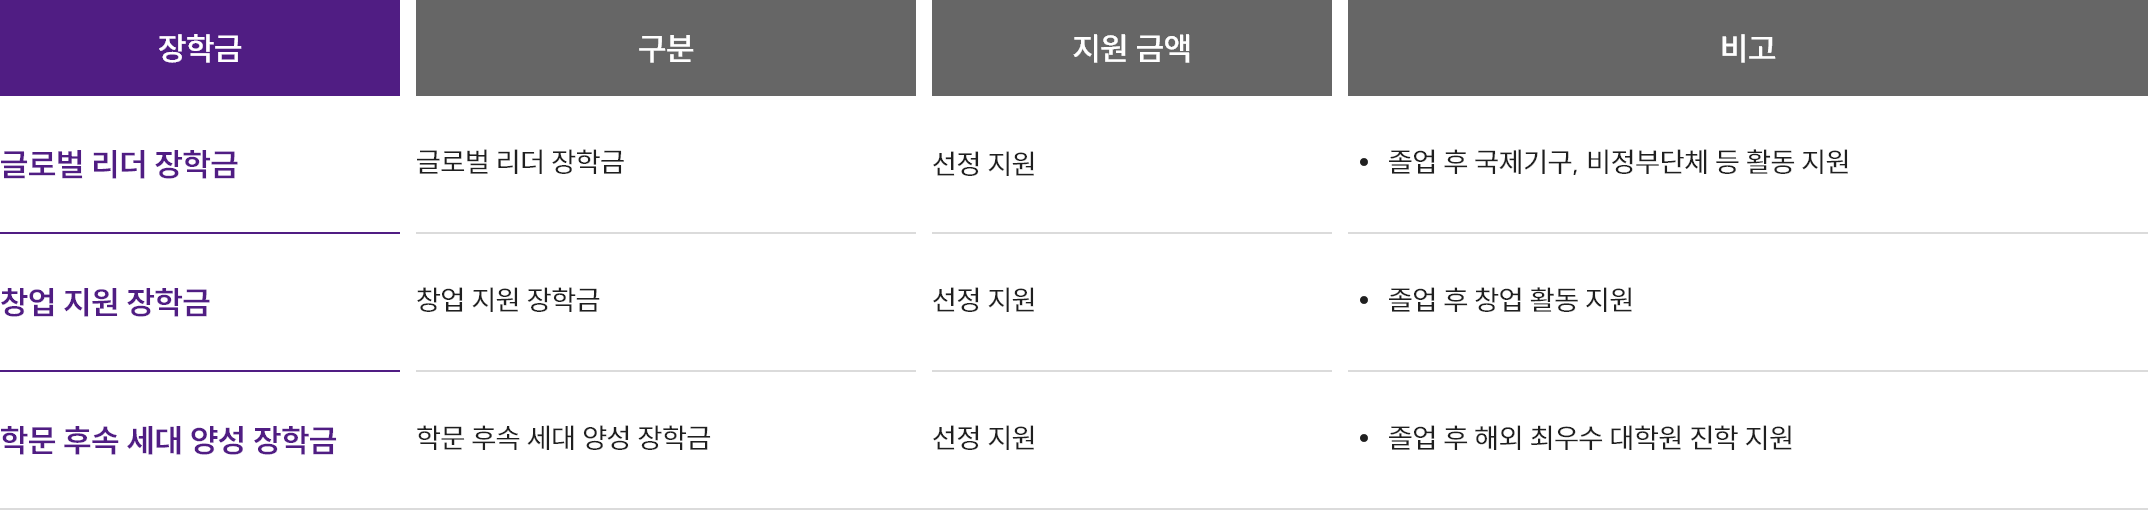 장학금 구분 지원 금액 비고
글로벌 리더 장학금 글로벌 리더 장학금 선정 지원 • 졸업 후 국제기구, 비정부단체 등 활동 지원
창업 지원 장학금 창업 지원 장학금 선정 지원 • 졸업 후 창업 활동 지원
학문 후속 세대 양성 장학금 학문 후속 세대 양성 장학금 선정 지원 • 졸업 후 해외 최우수 대학원 진학 지원